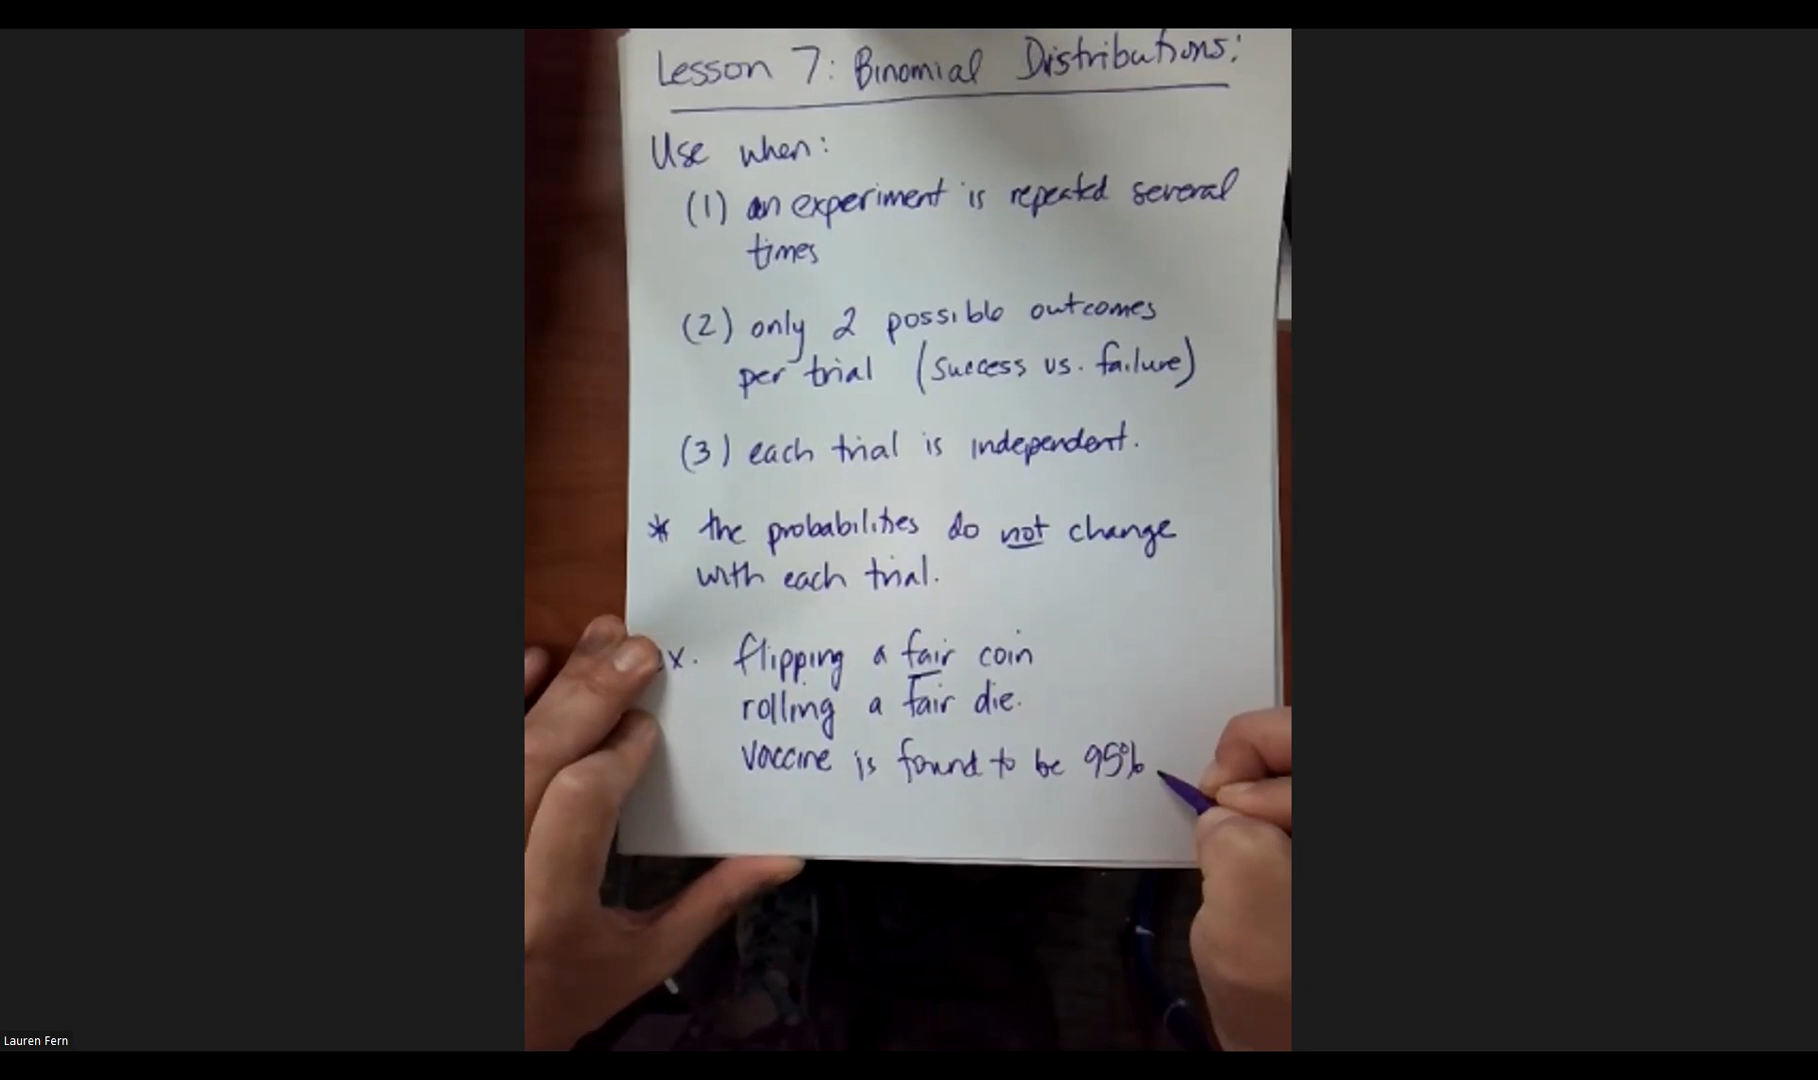 Lesson 7: Binomial Distributions:
Use when:
(1) an experiment is repeated several
times
(2) only 2 possible outcomes
per trial (success vs. failure)
(3) each trial is independent.
* the probabilities do not change
with each trial.
x. flipping a fair coin
rolling a fair die.
Vaccine is found to be 95%
Lauren Fern